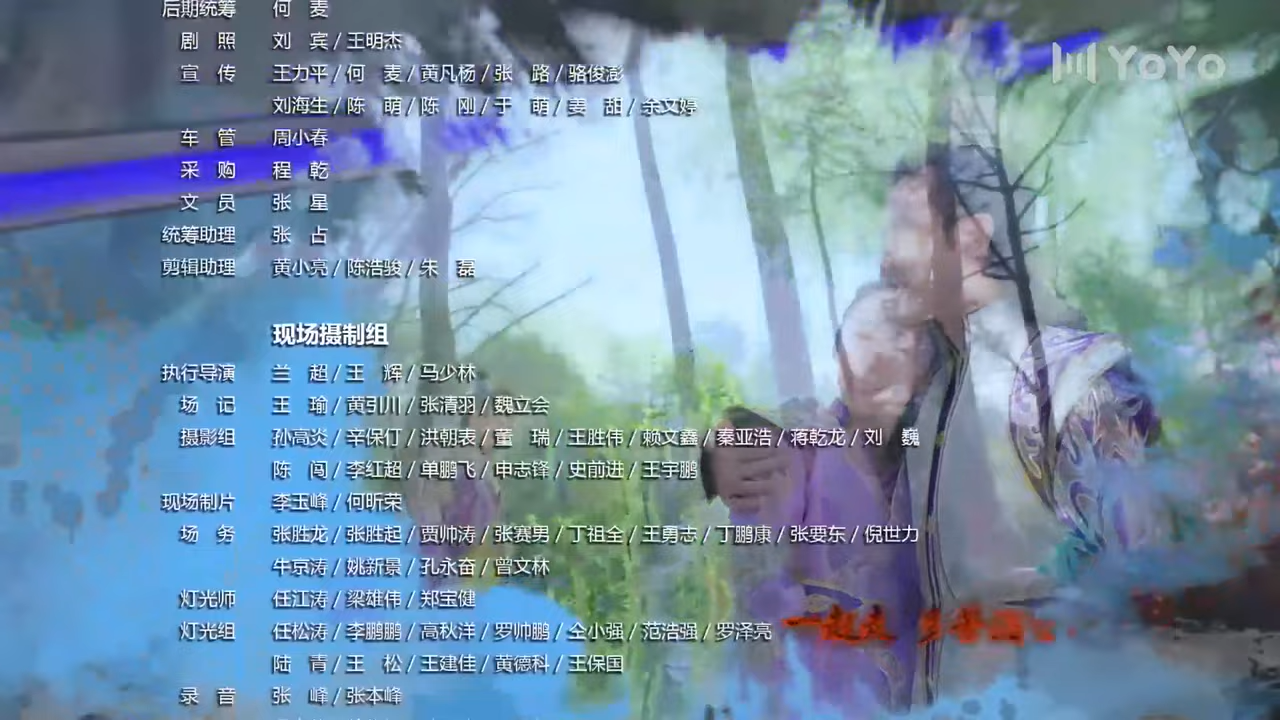 后期统筹 何 麦
剧 照 刘 宾/王明杰
宣 传 王力平/何 麦/黄凡杨/张 路/骆俊澎
刘海生/陈 萌/陈 刚/于 萌/姜 甜/余文婷
车 管 周小春
采 购 程 乾
文 员 张 星
统筹助理 张 占
剪辑助理 黄小亮/陈浩骏/朱 磊
现场摄制组
执行导演 兰 超/王 辉/马少林
场 记 王 瑜/黄引川/张清羽/魏立会
摄影组 孙高炎/辛保仃/洪朝表/董 瑞/王胜伟/赖文鑫/秦亚浩/蒋乾龙/刘 巍
陈 闯/李红超/单鹏飞/申志锋/史前进/王宇鹏
现场制片 李玉峰/何昕荣
场 务 张胜龙/张胜起/贾帅涛/张赛男/丁祖全/王勇志/丁鹏康/张要东/倪世力
牛京涛/姚新景/孔永奋/曾文林
灯光师 任江涛/梁雄伟/郑宝健
灯光组 任松涛/李鹏鹏/高秋洋/罗帅鹏/仝小强/范浩强/罗泽亮
陆 青/王 松/王建佳/黄德科/王保国
录 音 张 峰/张本峰
YoYo